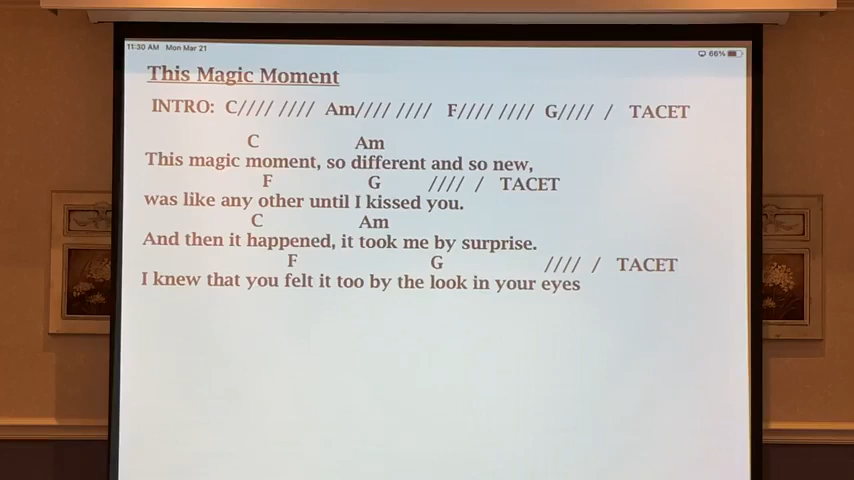 11:30 AM Mon Mar 21
66%
This Magic Moment
INTRO: C//// //// Am//// //// F//// //// G//// / TACET
C Am
This magic moment, so different and so new,
F G //// / TACET
was like any other until I kissed you.
C Am
And then it happened, it took me by surprise.
F G //// / TACET
I knew that you felt it too by the look in your eyes